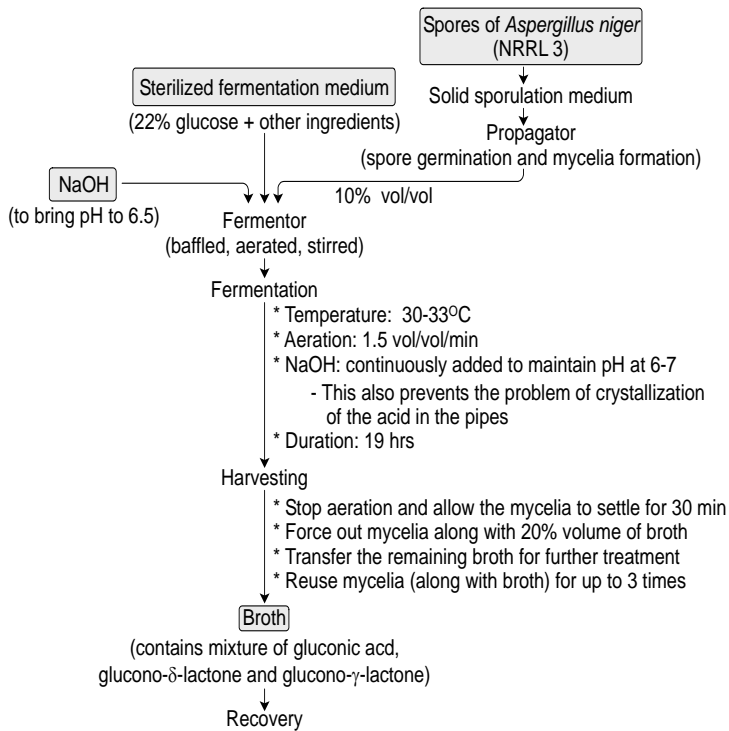 Spores of Aspergillus niger
(NRRL 3)
Sterilized fermentation medium
(22% glucose + other ingredients)
Solid sporulation medium
Propagator
(spore germination and mycelia formation)
NaOH
(to bring pH to 6.5)
10% vol/vol
Fermentor
(baffled, aerated, stirred)
Fermentation
* Temperature: 30-33ºC
* Aeration: 1.5 vol/vol/min
* NaOH: continuously added to maintain pH at 6-7
- This also prevents the problem of crystallization
of the acid in the pipes
* Duration: 19 hrs
Harvesting
* Stop aeration and allow the mycelia to settle for 30 min
* Force out mycelia along with 20% volume of broth
* Transfer the remaining broth for further treatment
* Reuse mycelia (along with broth) for up to 3 times
Broth
(contains mixture of gluconic acd,
glucono-δ-lactone and glucono-γ-lactone)
Recovery